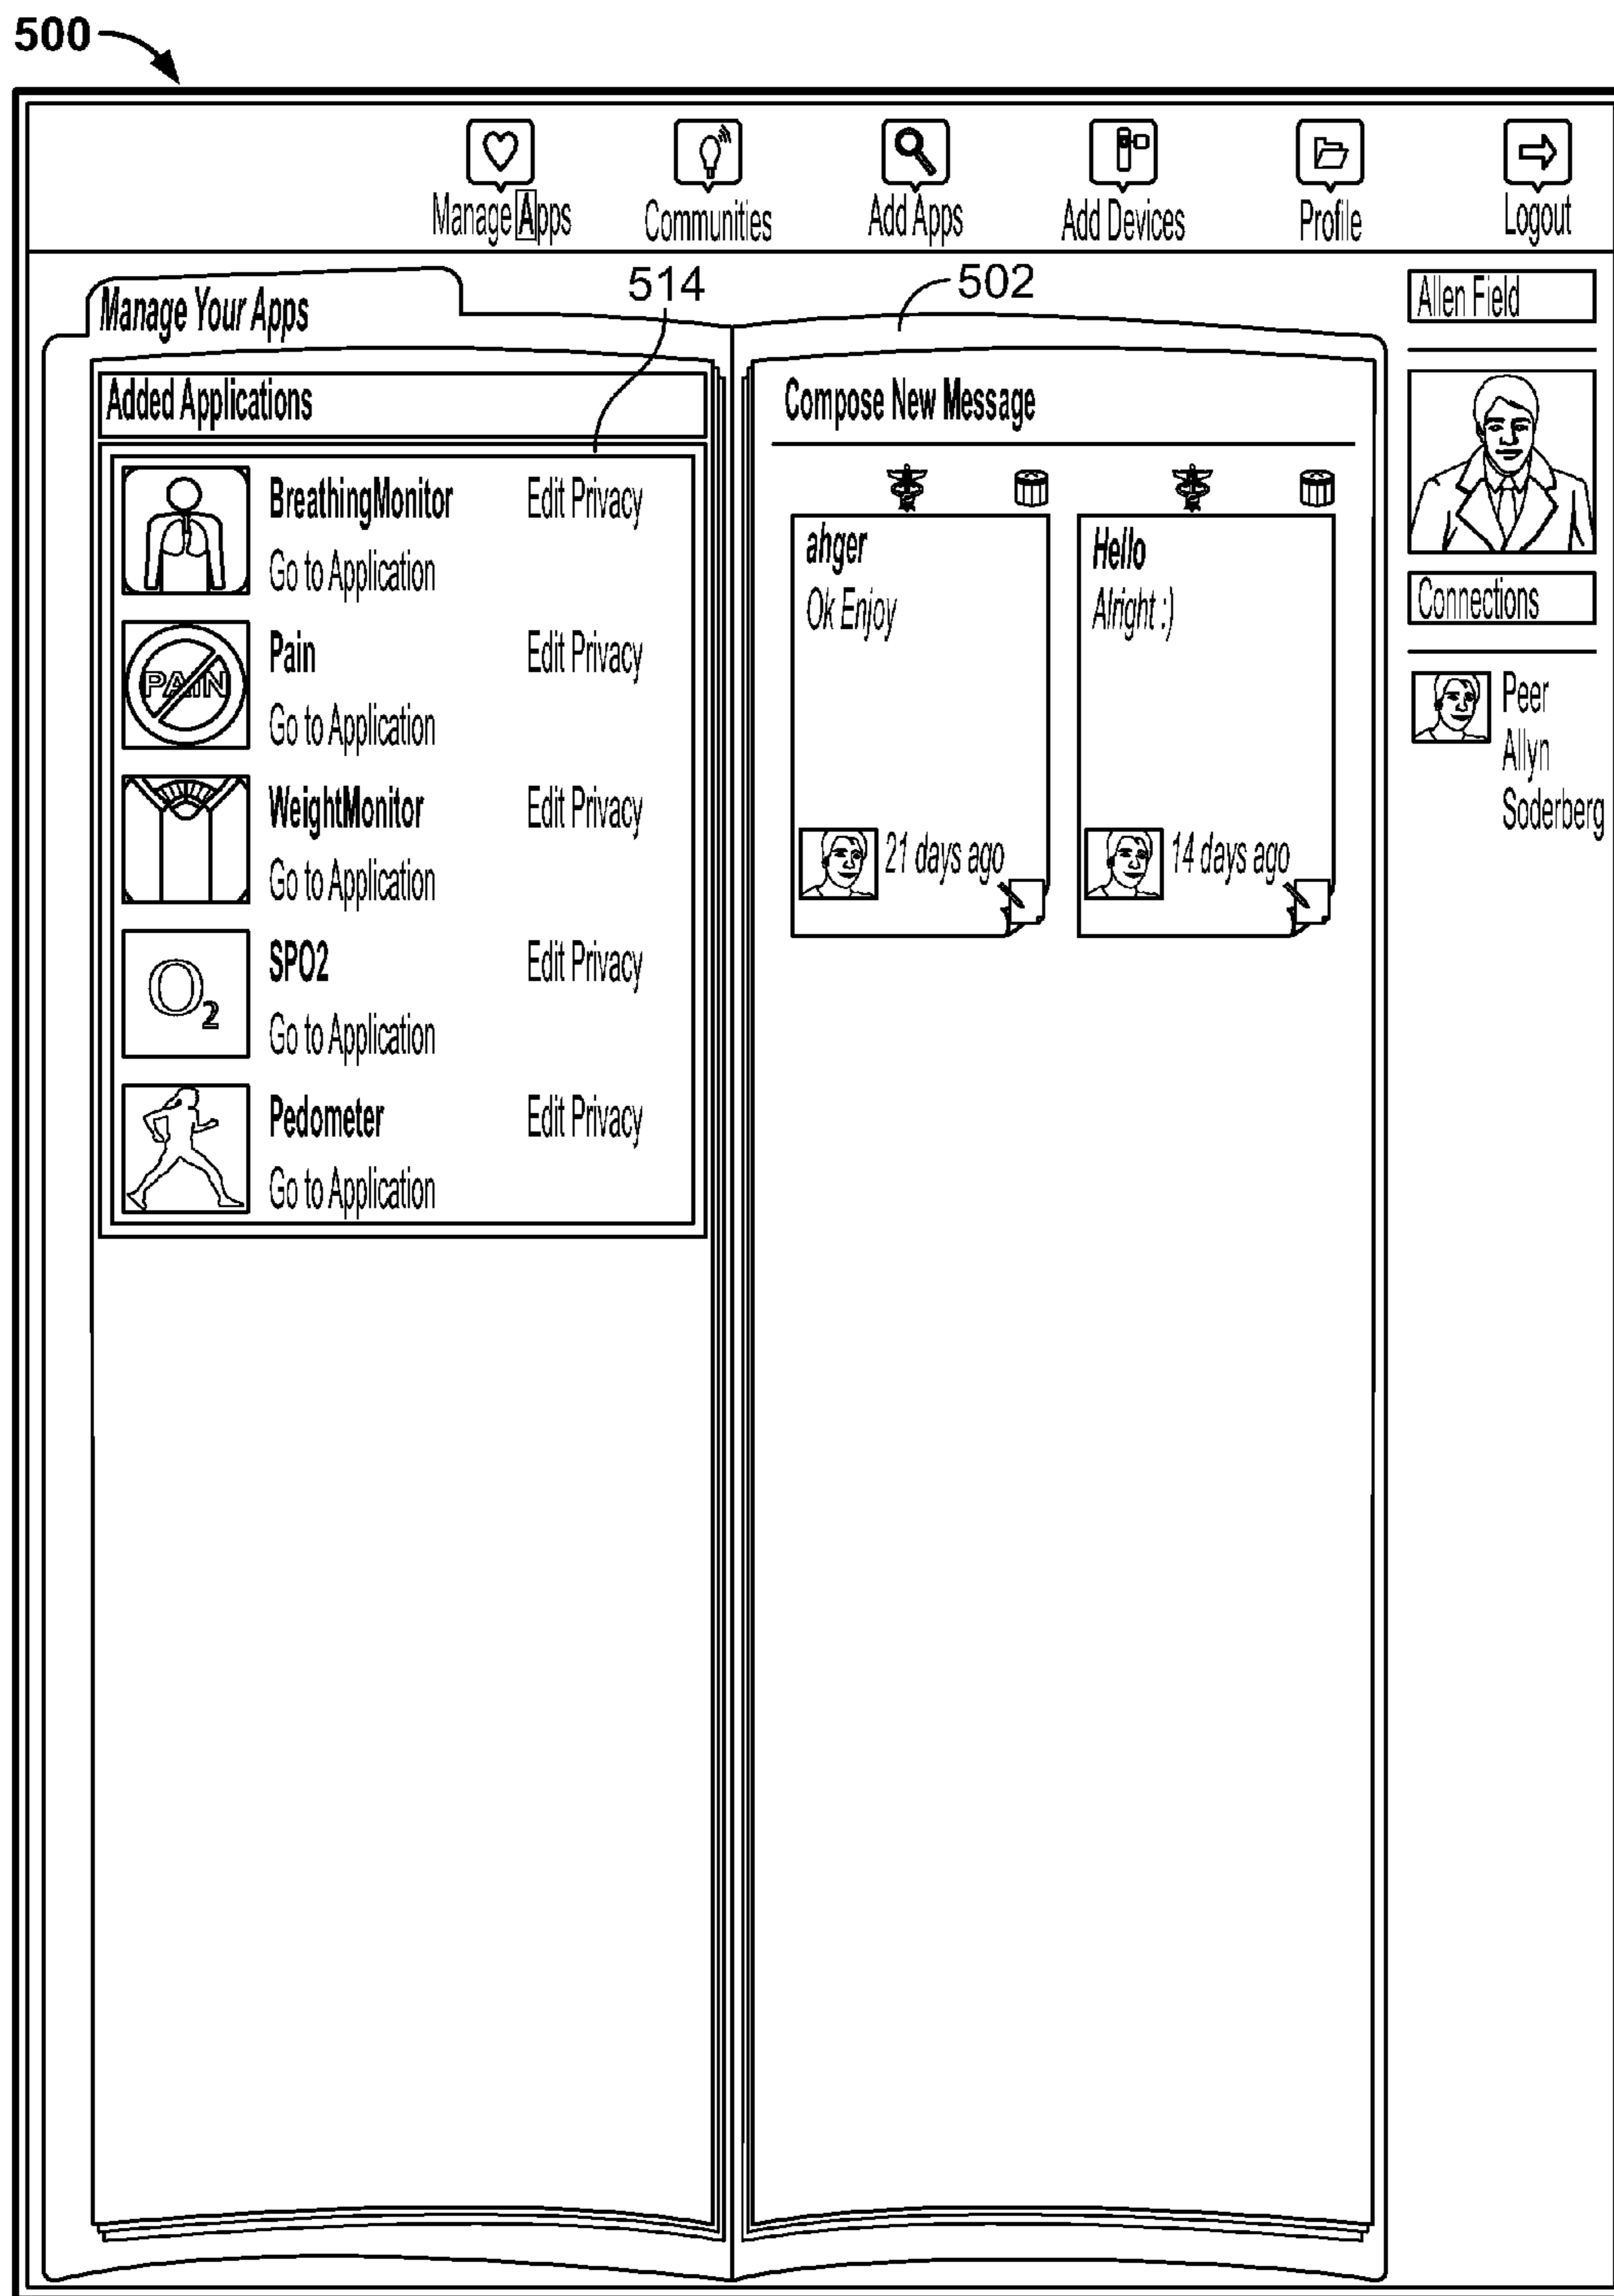 500
Manage Apps
Communities
Add Apps
Add Devices
Profile
Logout
514
502
Manage Your Apps
Added Applications
BreathingMonitor
Edit Privacy
Go to Application
PAIN
Pain
Edit Privacy
Go to Application
WeightMonitor
Edit Privacy
Go to Application
O2
SPO2
Edit Privacy
Go to Application
Pedometer
Edit Privacy
Go to Application
Compose New Message
ahger
Ok Enjoy
21 days ago
Hello
Alright :)
14 days ago
Allen Field
Connections
Peer
Allyn
Soderberg